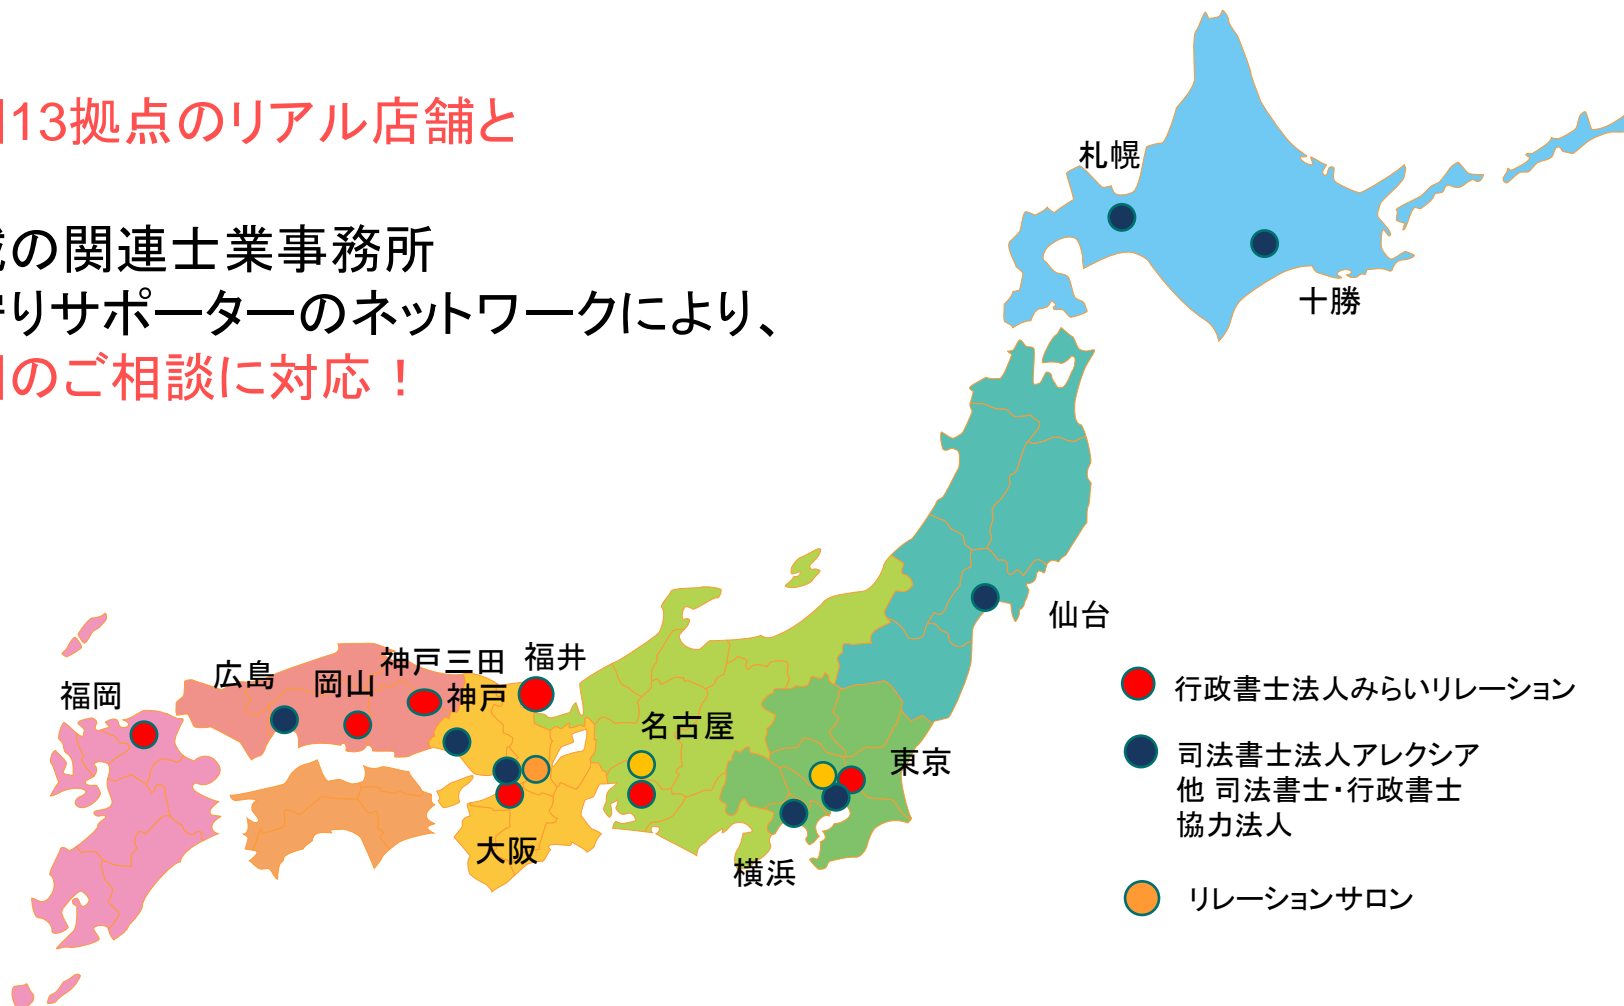 13拠点のリアル店舗と
の関連士業事務所
りサポーターのネットワークにより、
のご相談に対応！
札幌
十勝
仙台
福井
神戸三田
広島
岡山
神戸
福岡
名古屋
東京
大阪
横浜
行政書士法人みらいリレーション
司法書士法人アレクシア
他 司法書士・行政書士
協力法人
リレーションサロン